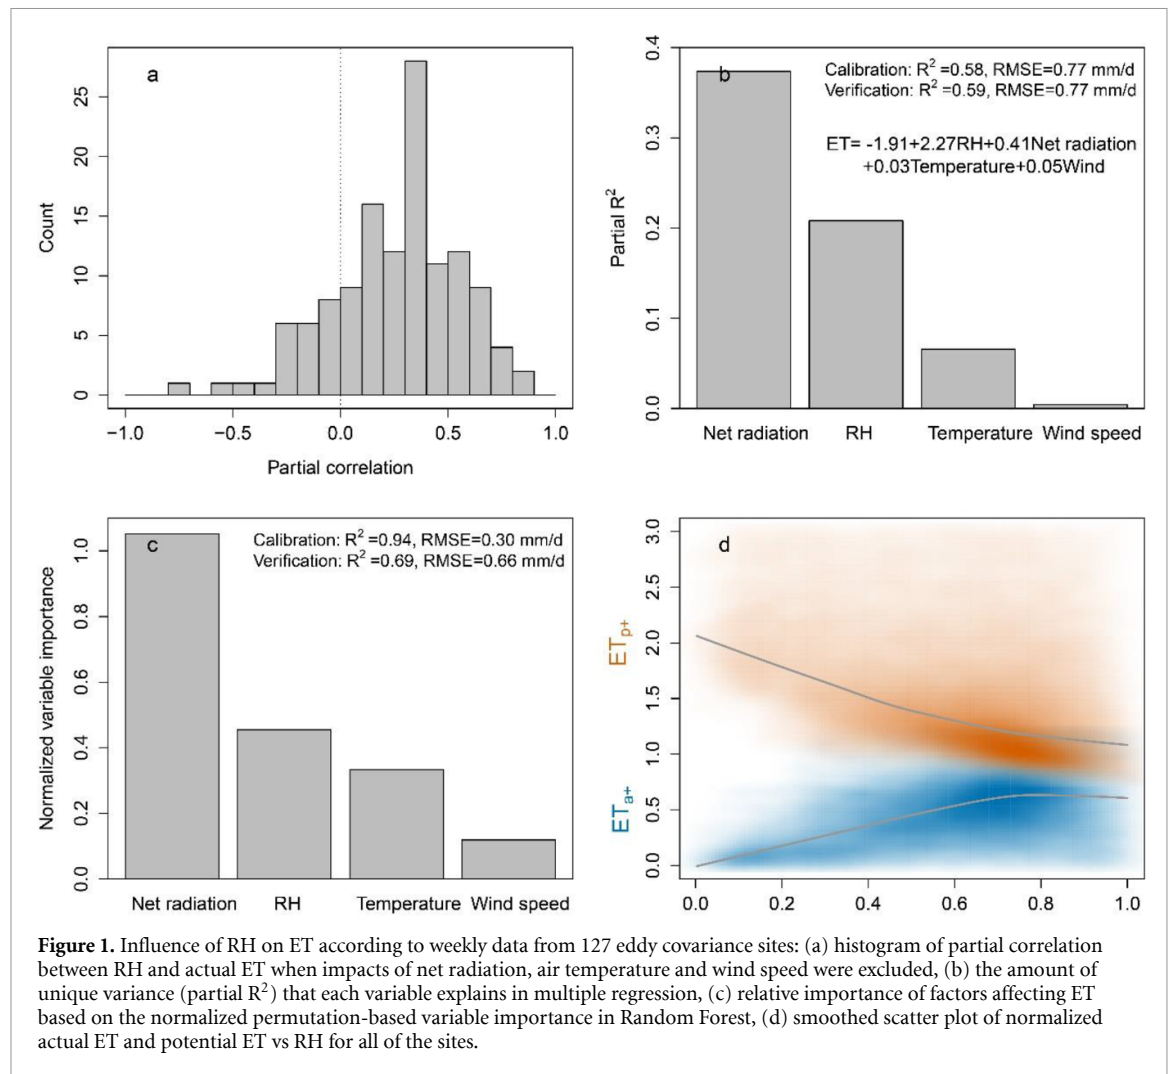 a
Count
0
5
10
15
20
25
−1.0
−0.5
0.0
0.5
1.0
Partial correlation
b
Calibration: R² =0.58, RMSE=0.77 mm/d
Verification: R² =0.59, RMSE=0.77 mm/d
ET= -1.91+2.27RH+0.41Net radiation
+0.03Temperature+0.05Wind
Partial R²
0.0
0.1
0.2
0.3
0.4
Net radiation
RH
Temperature
Wind speed
c
Calibration: R² =0.94, RMSE=0.30 mm/d
Verification: R² =0.69, RMSE=0.66 mm/d
Normalized variable importance
0.0
0.2
0.4
0.6
0.8
1.0
Net radiation
RH
Temperature
Wind speed
d
ETp+
ETa+
0.0
0.5
1.0
1.5
2.0
2.5
3.0
0.0
0.2
0.4
0.6
0.8
1.0
Figure 1. Influence of RH on ET according to weekly data from 127 eddy covariance sites: (a) histogram of partial correlation
between RH and actual ET when impacts of net radiation, air temperature and wind speed were excluded, (b) the amount of
unique variance (partial R²) that each variable explains in multiple regression, (c) relative importance of factors affecting ET
based on the normalized permutation-based variable importance in Random Forest, (d) smoothed scatter plot of normalized
actual ET and potential ET vs RH for all of the sites.